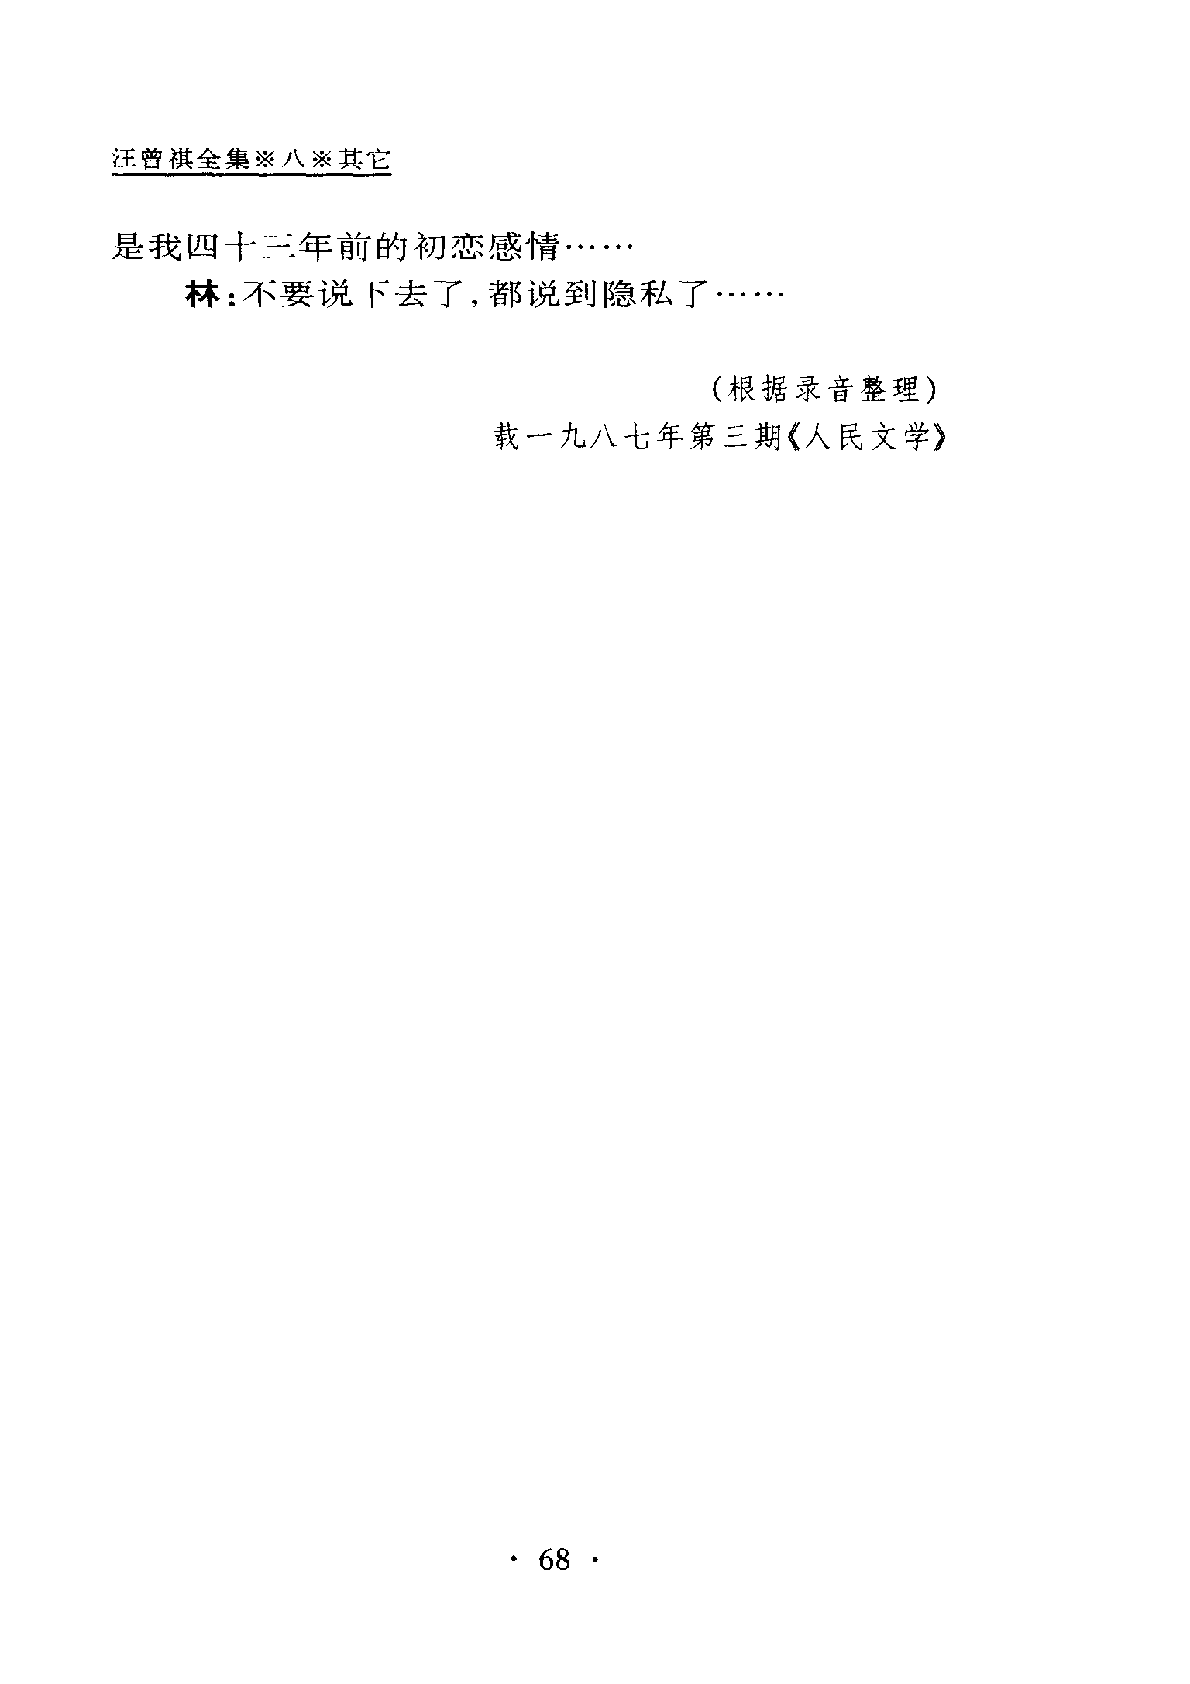 汪曾祺全集※八※其它
是我四十三年前的初恋感情……
林:不要说下去了,都说到隐私了……
(根据录音整理)
载一九八七年第三期《人民文学》
· 68 ·